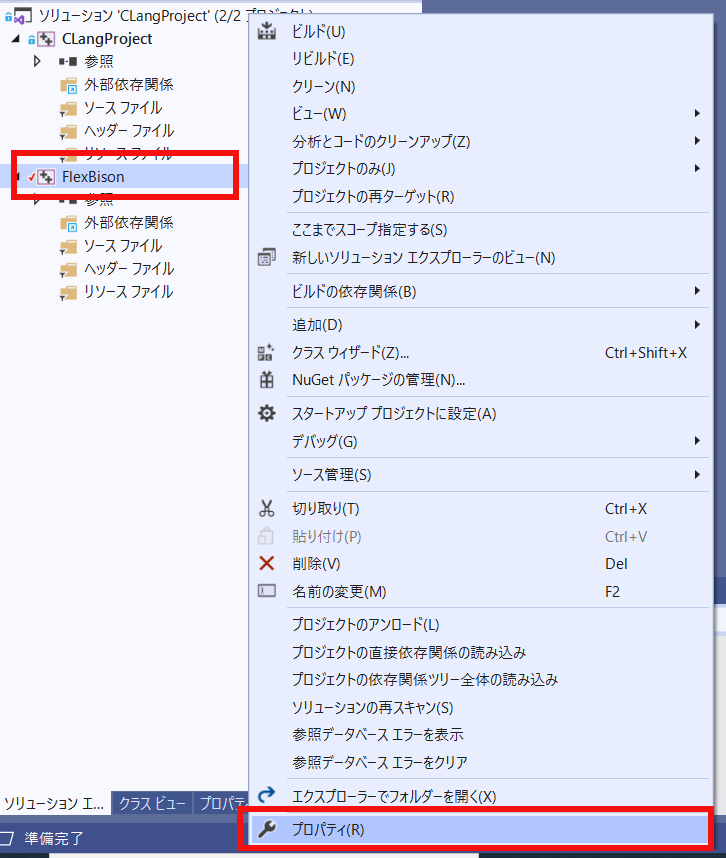 ソリューション 'CLangProject' (2/2 プロジェクト)
CLangProject
参照
外部依存関係
ソース ファイル
ヘッダー ファイル
リソース ファイル
FlexBison
参照
外部依存関係
ソース ファイル
ヘッダー ファイル
リソース ファイル
ソリューション エ...
クラス ビュー
プロパティ
準備完了
ビルド(U)
リビルド(E)
クリーン(N)
ビュー(W)
分析とコードのクリーンアップ(Z)
プロジェクトのみ(J)
プロジェクトの再ターゲット(R)
ここまでスコープ指定する(S)
新しいソリューション エクスプローラーのビュー(N)
ビルドの依存関係(B)
追加(D)
クラス ウィザード(Z)... Ctrl+Shift+X
NuGet パッケージの管理(N)...
スタートアップ プロジェクトに設定(A)
デバッグ(G)
ソース管理(S)
切り取り(T) Ctrl+X
貼り付け(P) Ctrl+V
削除(V) Del
名前の変更(M) F2
プロジェクトのアンロード(L)
プロジェクトの直接依存関係の読み込み
プロジェクトの依存関係ツリー全体の読み込み
ソリューションの再スキャン(S)
参照データベース エラーを表示
参照データベース エラーをクリア
エクスプローラーでフォルダーを開く(X)
プロパティ(R)